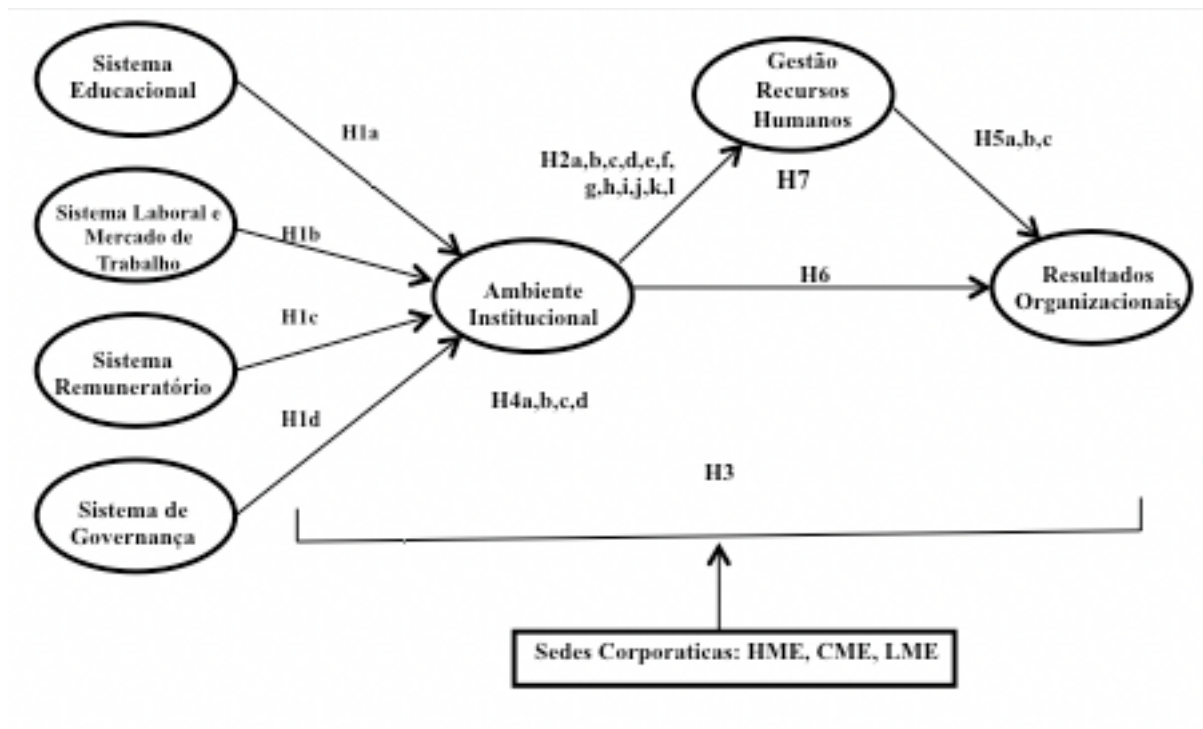 Sistema
Educacional
H1a
Sistema Laboral e
Mercado de
Trabalho
H1b
Sistema
Remuneratório
H1c
Sistema de
Governança
H1d
Ambiente
Institucional
H4a,b,c,d
H2a,b,c,d,e,f,
g,h,i,j,k,l
Gestão
Recursos
Humanos
H7
H5a,b,c
H6
Resultados
Organizacionais
H3
Sedes Corporaticas: HME, CME, LME